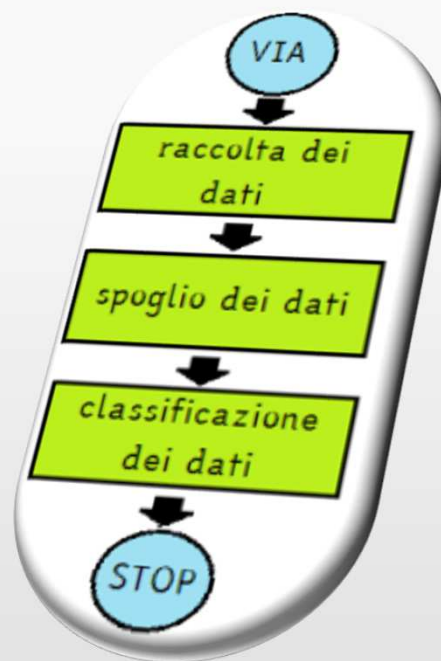 VIA
raccolta dei
dati
spoglio dei dati
classificazione
dei dati
STOP